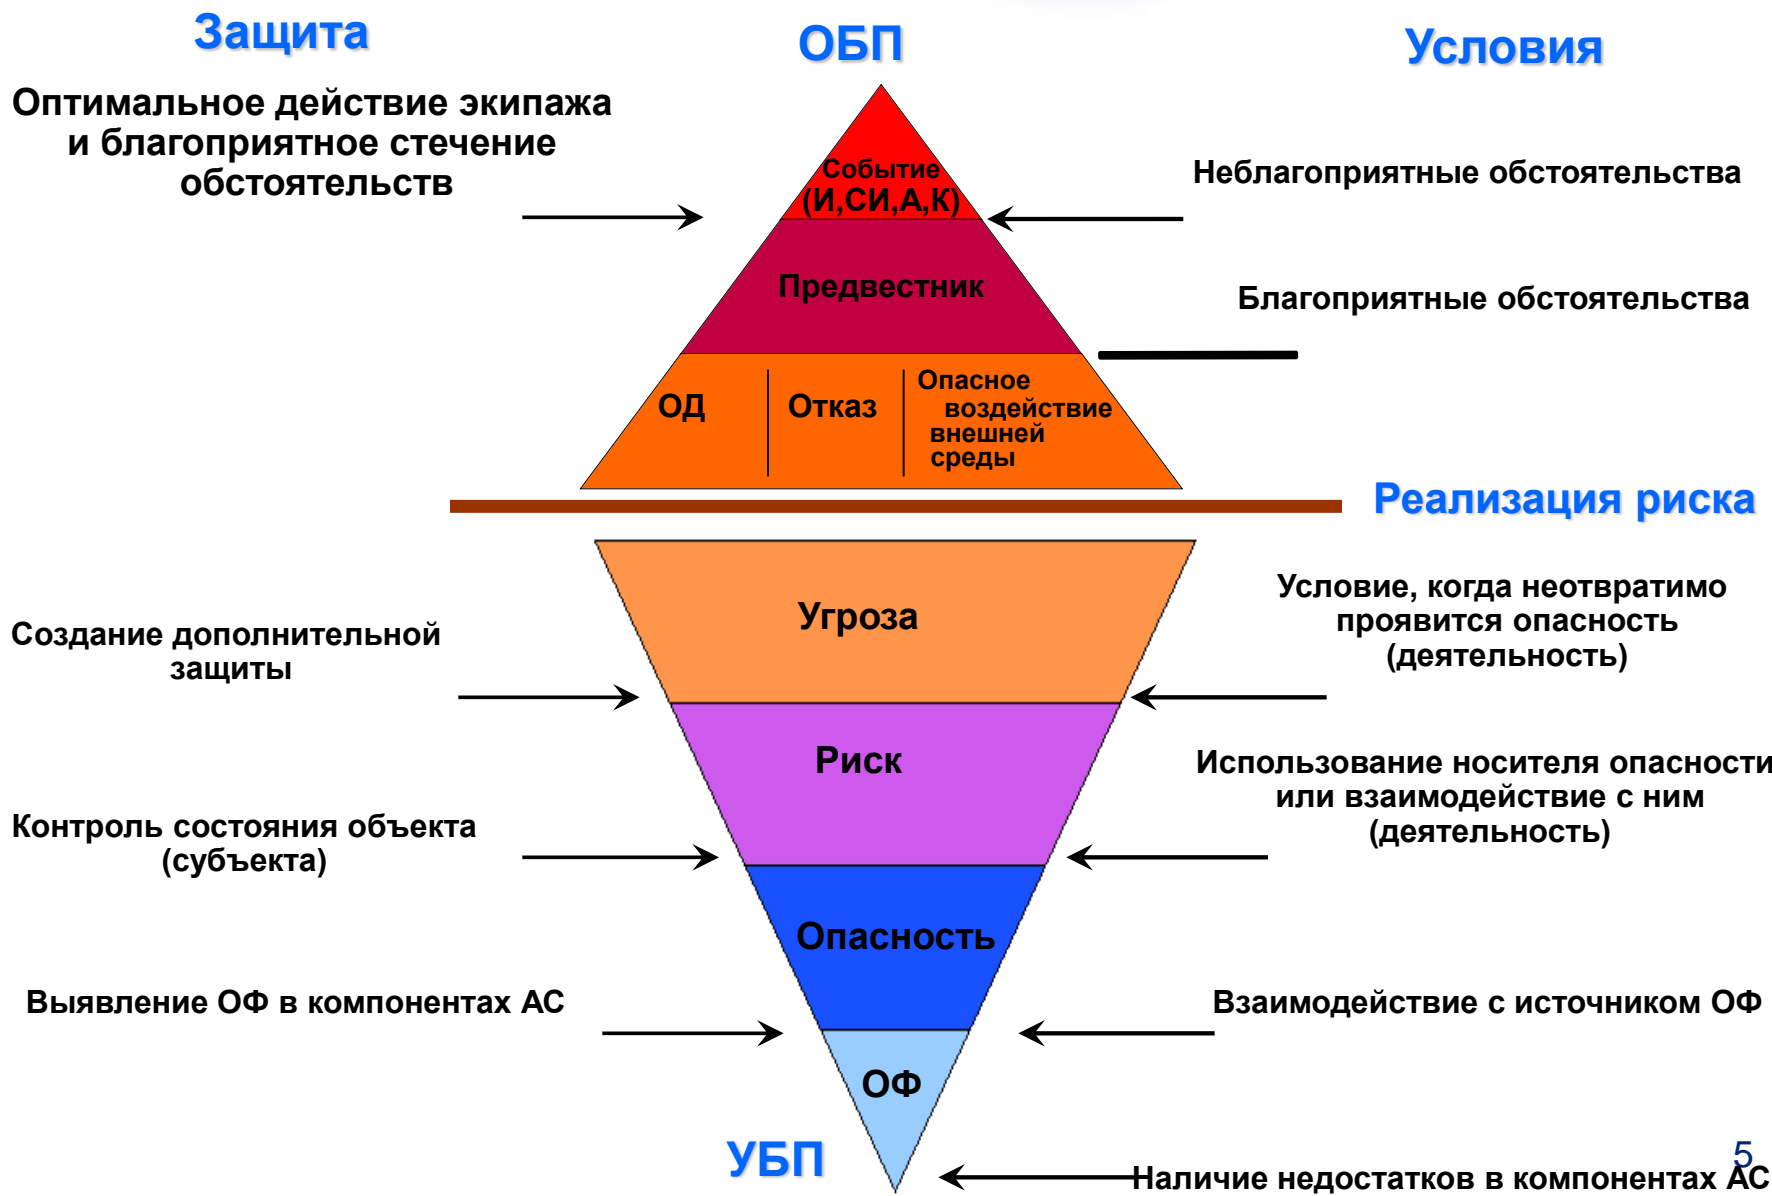 Защита
ОБП
Условия
Оптимальное действие экипажа
и благоприятное стечение
обстоятельств
Событие
(И,СИ,А,К)
Неблагоприятные обстоятельства
Предвестник
Благоприятные обстоятельства
ОД
Отказ
Опасное
воздействие
внешней
среды
Реализация риска
Угроза
Условие, когда неотвратимо
проявится опасность
(деятельность)
Создание дополнительной
защиты
Риск
Использование носителя опасности
или взаимодействие с ним
(деятельность)
Контроль состояния объекта
(субъекта)
Опасность
Выявление ОФ в компонентах АС
Взаимодействие с источником ОФ
ОФ
УБП
Наличие недостатков в компонентах АС
5